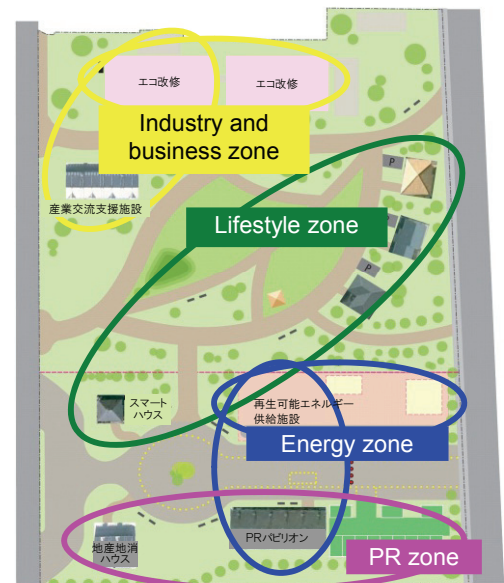 エコ改修
エコ改修
Industry and
business zone
産業交流支援施設
P
Lifestyle zone
P
スマート
ハウス
再生可能エネルギー
供給施設
Energy zone
PRパビリオン
地産地消
ハウス
PR zone